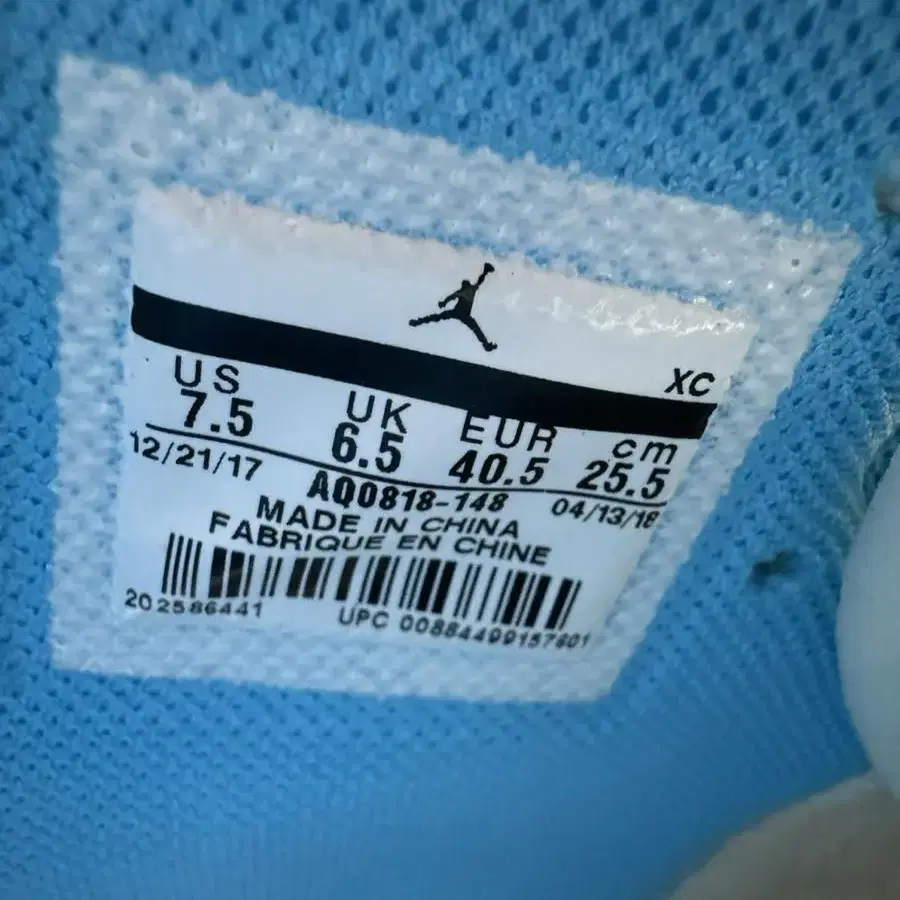 XC
US UK EUR cm
7.5 6.5 40.5 25.5
12/21/17 AQ0818-148 04/13/18
MADE IN CHINA
FABRIQUE EN CHINE
202586441 UPC 00884499157601